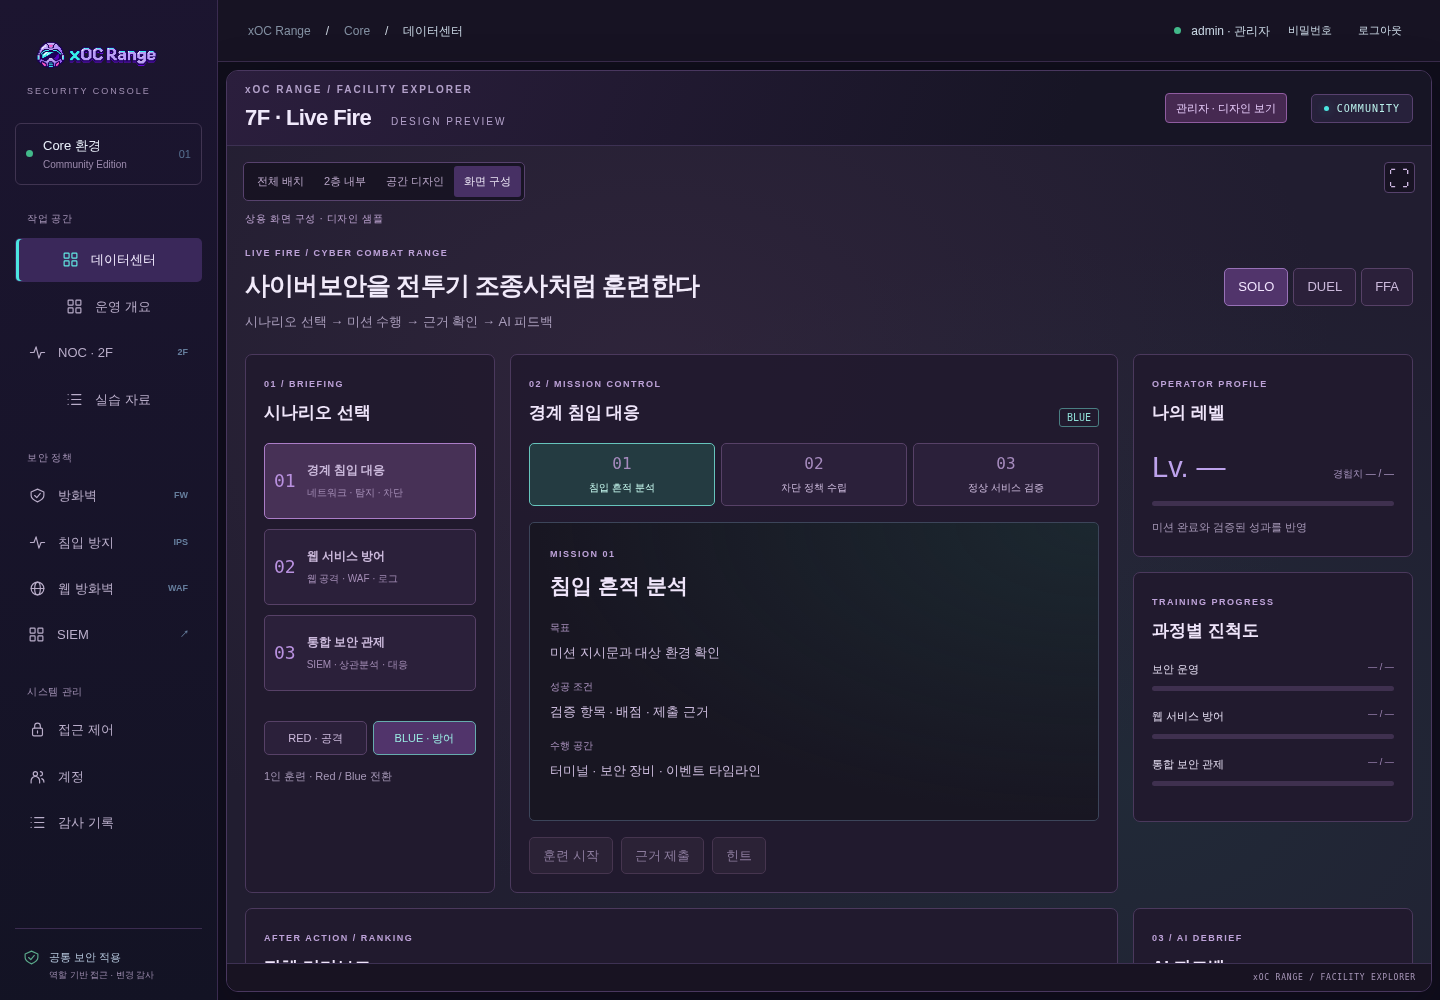 xOC Range
SECURITY CONSOLE
Core 환경
Community Edition
01
작업 공간
데이터센터
운영 개요
NOC · 2F
2F
실습 자료
보안 정책
방화벽
FW
침입 방지
IPS
웹 방화벽
WAF
SIEM
↗
시스템 관리
접근 제어
계정
감사 기록
공통 보안 적용
역할 기반 접근 · 변경 감사
xOC Range / Core / 데이터센터
admin · 관리자
비밀번호
로그아웃
xOC RANGE / FACILITY EXPLORER
7F · Live Fire
DESIGN PREVIEW
관리자 · 디자인 보기
COMMUNITY
전체 배치
2층 내부
공간 디자인
화면 구성
상용 화면 구성 · 디자인 샘플
LIVE FIRE / CYBER COMBAT RANGE
사이버보안을 전투기 조종사처럼 훈련한다
시나리오 선택 → 미션 수행 → 근거 확인 → AI 피드백
SOLO
DUEL
FFA
01 / BRIEFING
시나리오 선택
01
경계 침입 대응
네트워크 · 탐지 · 차단
02
웹 서비스 방어
웹 공격 · WAF · 로그
03
통합 보안 관제
SIEM · 상관분석 · 대응
RED · 공격
BLUE · 방어
1인 훈련 · Red / Blue 전환
02 / MISSION CONTROL
경계 침입 대응
BLUE
01
침입 흔적 분석
02
차단 정책 수립
03
정상 서비스 검증
MISSION 01
침입 흔적 분석
목표
미션 지시문과 대상 환경 확인
성공 조건
검증 항목 · 배점 · 제출 근거
수행 공간
터미널 · 보안 장비 · 이벤트 타임라인
훈련 시작
근거 제출
힌트
OPERATOR PROFILE
나의 레벨
Lv. —
경험치 — / —
미션 완료와 검증된 성과를 반영
TRAINING PROGRESS
과정별 진척도
보안 운영
— / —
웹 서비스 방어
— / —
통합 보안 관제
— / —
AFTER ACTION / RANKING
03 / AI DEBRIEF
AI 피드백
xOC RANGE / FACILITY EXPLORER